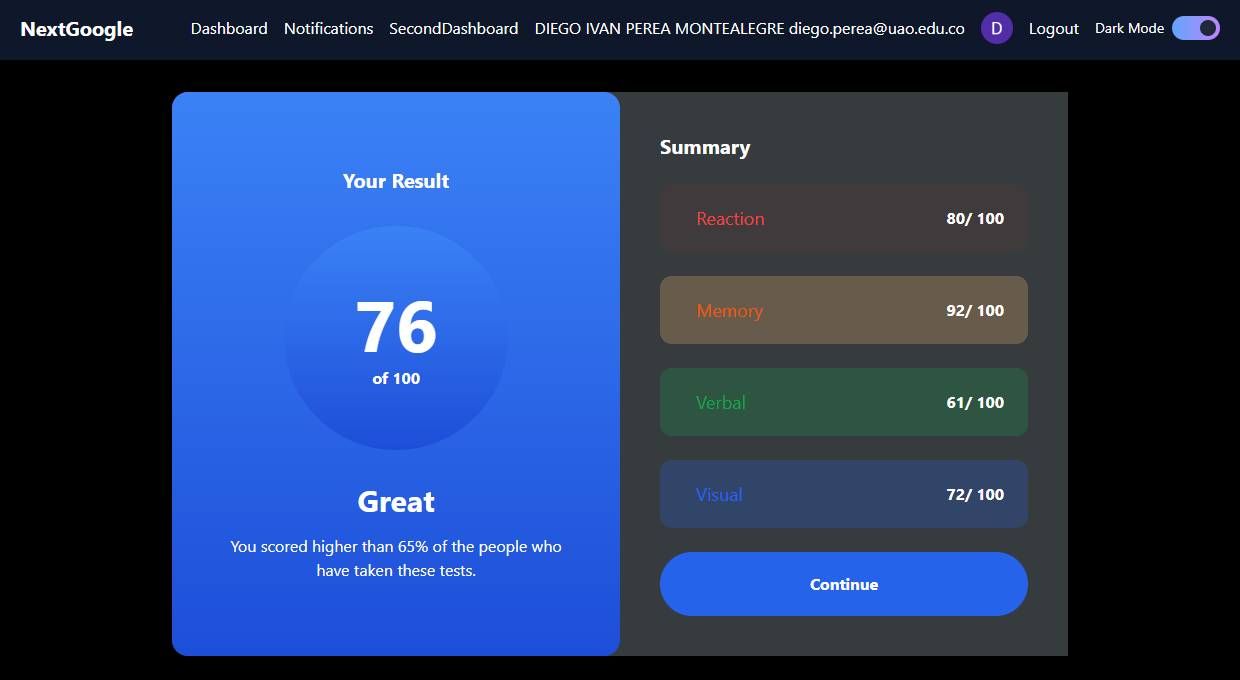 NextGoogle Dashboard Notifications SecondDashboard DIEGO IVAN PEREA MONTEALEGRE diego.perea@uao.edu.co D Logout Dark Mode
Your Result
76
of 100
Great
You scored higher than 65% of the people who
have taken these tests.
Summary
Reaction 80/ 100
Memory 92/ 100
Verbal 61/ 100
Visual 72/ 100
Continue